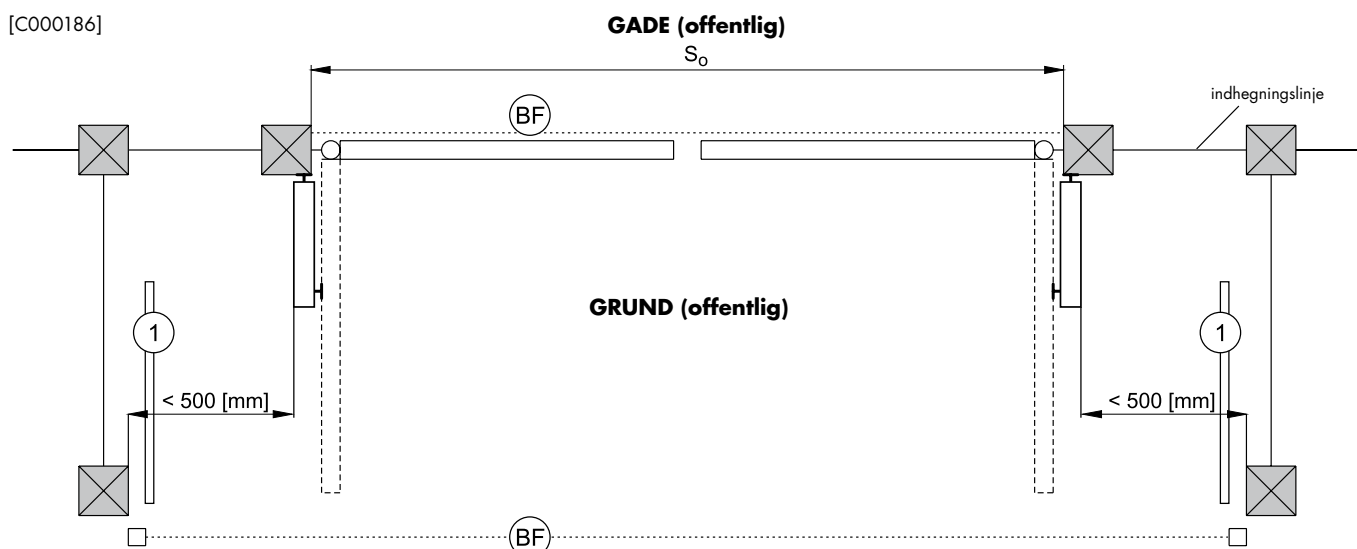 [C000186]
GADE (offentlig)
So
indhegningslinje
BF
GRUND (offentlig)
1
1
< 500 [mm]
< 500 [mm]
BF